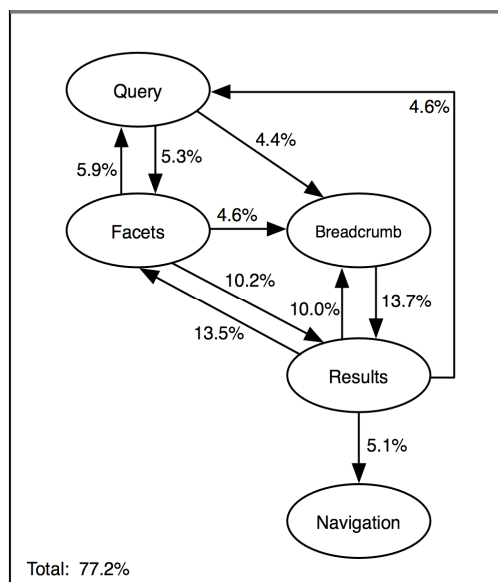 Query
4.6%
4.4%
5.3%
5.9%
4.6%
Facets
Breadcrumb
10.2%
10.0%
13.7%
13.5%
Results
5.1%
Navigation
Total: 77.2%